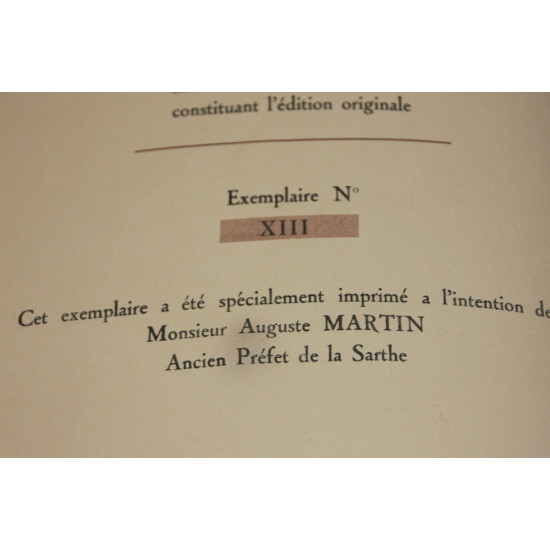 constituant l'édition originale
Exemplaire N°
XIII
Cet exemplaire a été spécialement imprimé a l'intention de
Monsieur Auguste MARTIN
Ancien Préfet de la Sarthe